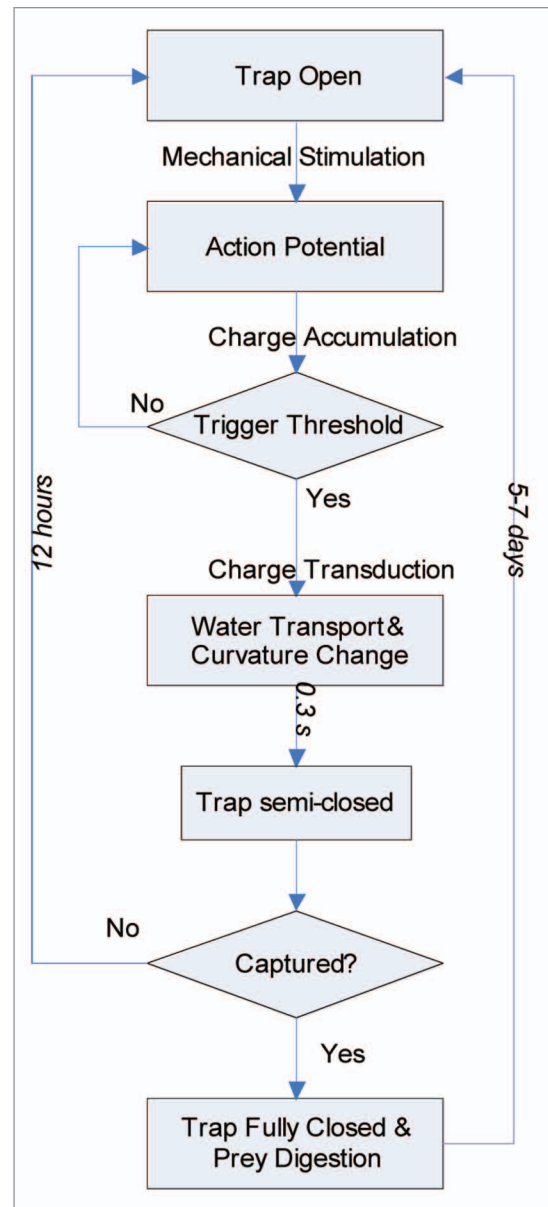 Trap Open
Mechanical Stimulation
Action Potential
Charge Accumulation
No
Trigger Threshold
Yes
12 hours
5-7 days
Charge Transduction
Water Transport &
Curvature Change
0.3 s
Trap semi-closed
No
Captured?
Yes
Trap Fully Closed &
Prey Digestion